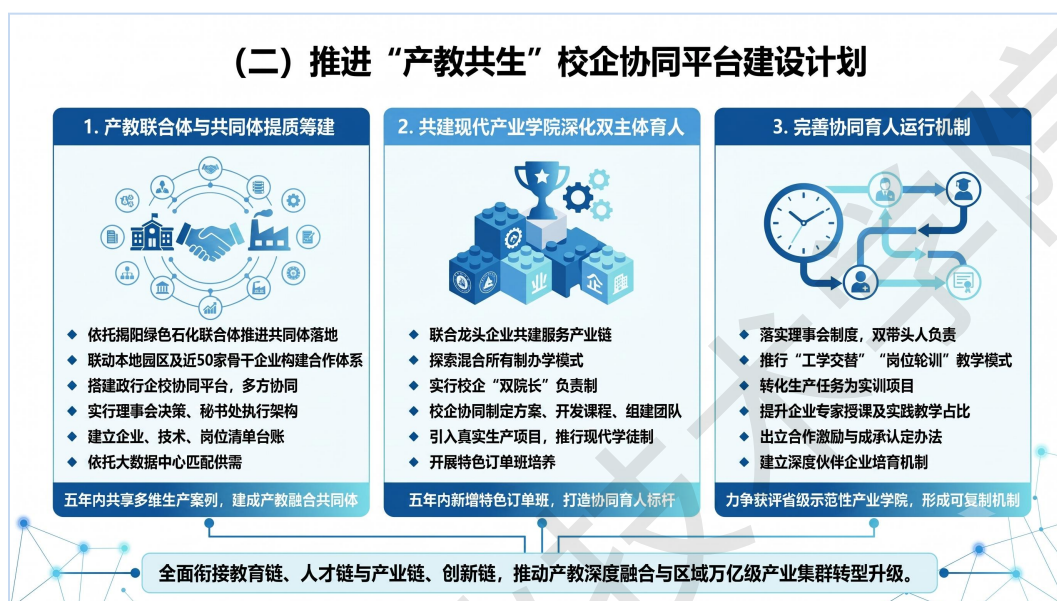 （二）推进“产教共生”校企协同平台建设计划
1. 产教联合体与共同体提质筹建
依托揭阳绿色石化联合体推进共同体落地
联动本地园区及近50家骨干企业构建合作体系
搭建政行企校协同平台，多方协同
实行理事会决策、秘书处执行架构
建立企业、技术、岗位清单台账
依托大数据中心匹配供需
五年内共享多维生产案列，建成产教融合共同体
2. 共建现代产业学院深化双主体育人
业
企
联合龙头企业共建服务产业链
探索混合所有制办学模式
实行校企“双院长”负责制
校企协同制定方案、开发课程、组建团队
引入真实生产项目，推行现代学徒制
开展特色订单班培养
五年内新增特色订单班，打造协同育人标杆
3. 完善协同育人运行机制
落实理事会制度，双带头人负责
推行“工学交替”“岗位轮训”教学模式
转化生产任务为实训项目
提升企业专家授课及实践教学占比
出立合作激励与成承认定办法
建立深度伙伴企业培育机制
力争获评省级示范性产业学院，形成可复制机制
全面衔接教育链、人才链与产业链、创新链，推动产教深度融合与区域万亿级产业集群转型升级。
技术学院